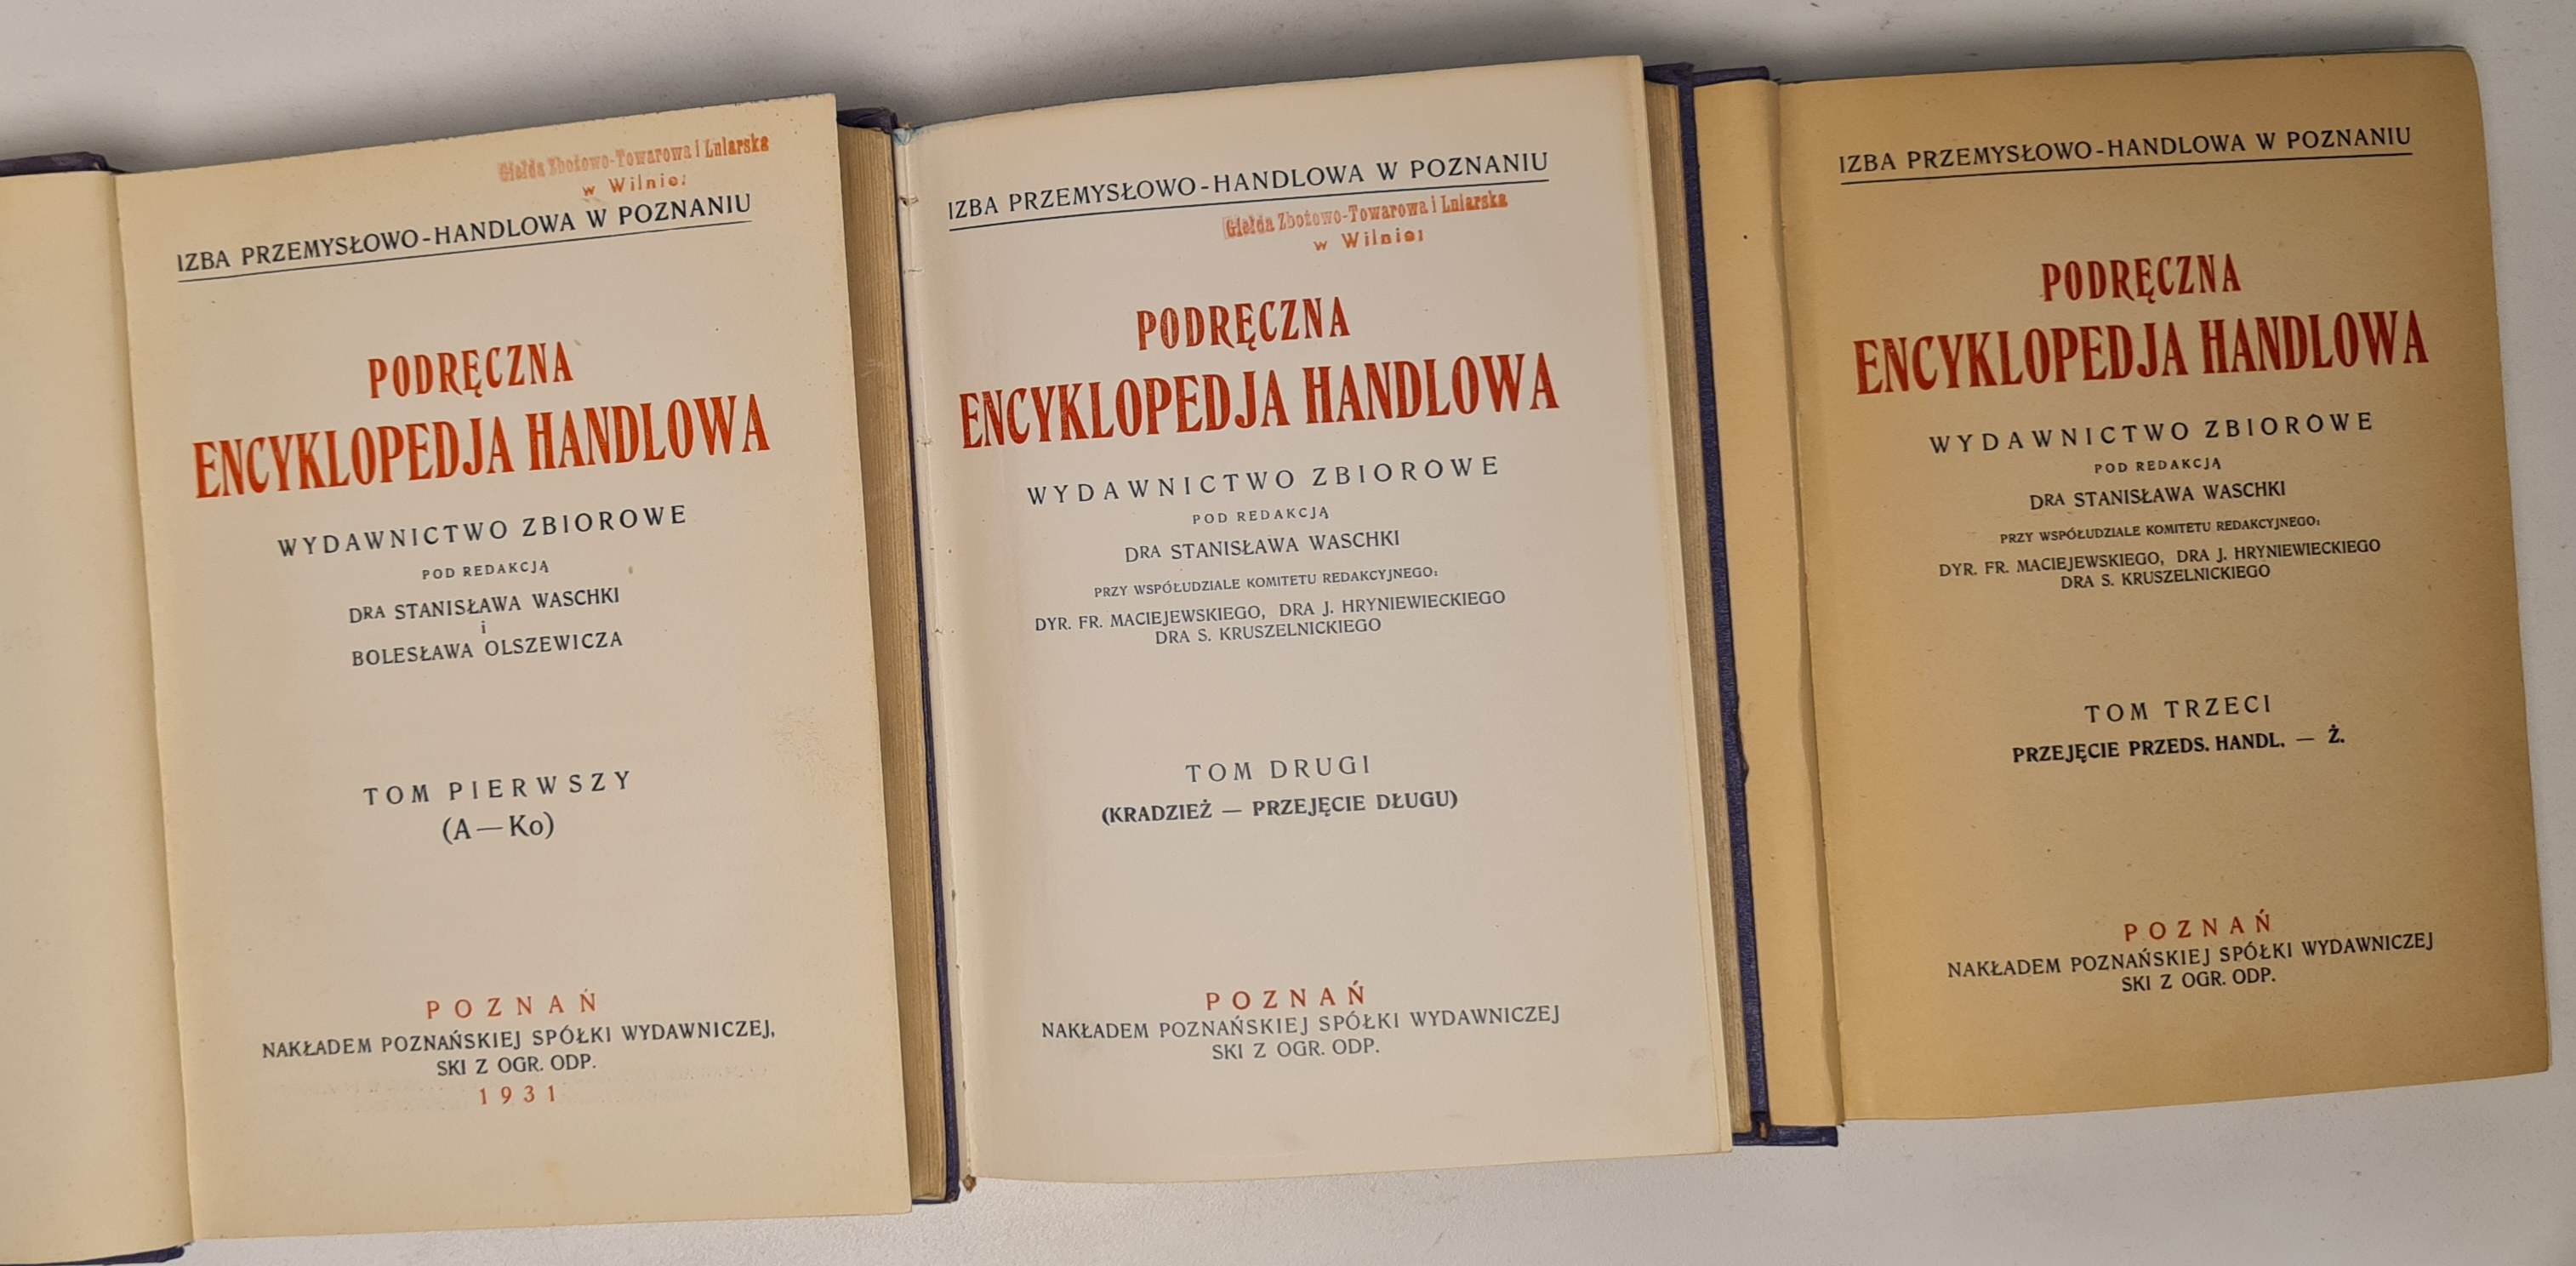 Giełda Zbożowo-Towarowa i Lniarska
w Wilnie:
IZBA PRZEMYSŁOWO-HANDLOWA W POZNANIU
PODRĘCZNA
ENCYKLOPEDJA HANDLOWA
WYDAWNICTWO ZBIOROWE
POD REDAKCJĄ
DRA STANISŁAWA WASCHKI
i
BOLESŁAWA OLSZEWICZA
TOM PIERWSZY
(A — Ko)
POZNAŃ
NAKŁADEM POZNAŃSKIEJ SPÓŁKI WYDAWNICZEJ,
SKI Z OGR. ODP.
1931
IZBA PRZEMYSŁOWO-HANDLOWA W POZNANIU
Giełda Zbożowo-Towarowa i Lniarska
w Wilnie:
PODRĘCZNA
ENCYKLOPEDJA HANDLOWA
WYDAWNICTWO ZBIOROWE
POD REDAKCJĄ
DRA STANISŁAWA WASCHKI
PRZY WSPÓŁUDZIALE KOMITETU REDAKCYJNEGO:
DYR. FR. MACIEJEWSKIEGO, DRA J. HRYNIEWIECKIEGO
DRA S. KRUSZELNICKIEGO
TOM DRUGI
(KRADZIEŻ — PRZEJĘCIE DŁUGU)
POZNAŃ
NAKŁADEM POZNAŃSKIEJ SPÓŁKI WYDAWNICZEJ
SKI Z OGR. ODP.
IZBA PRZEMYSŁOWO-HANDLOWA W POZNANIU
PODRĘCZNA
ENCYKLOPEDJA HANDLOWA
WYDAWNICTWO ZBIOROWE
POD REDAKCJĄ
DRA STANISŁAWA WASCHKI
PRZY WSPÓŁUDZIALE KOMITETU REDAKCYJNEGO:
DYR. FR. MACIEJEWSKIEGO, DRA J. HRYNIEWIECKIEGO
DRA S. KRUSZELNICKIEGO
TOM TRZECI
PRZEJĘCIE PRZEDS. HANDL. — Ż.
POZNAŃ
NAKŁADEM POZNAŃSKIEJ SPÓŁKI WYDAWNICZEJ
SKI Z OGR. ODP.